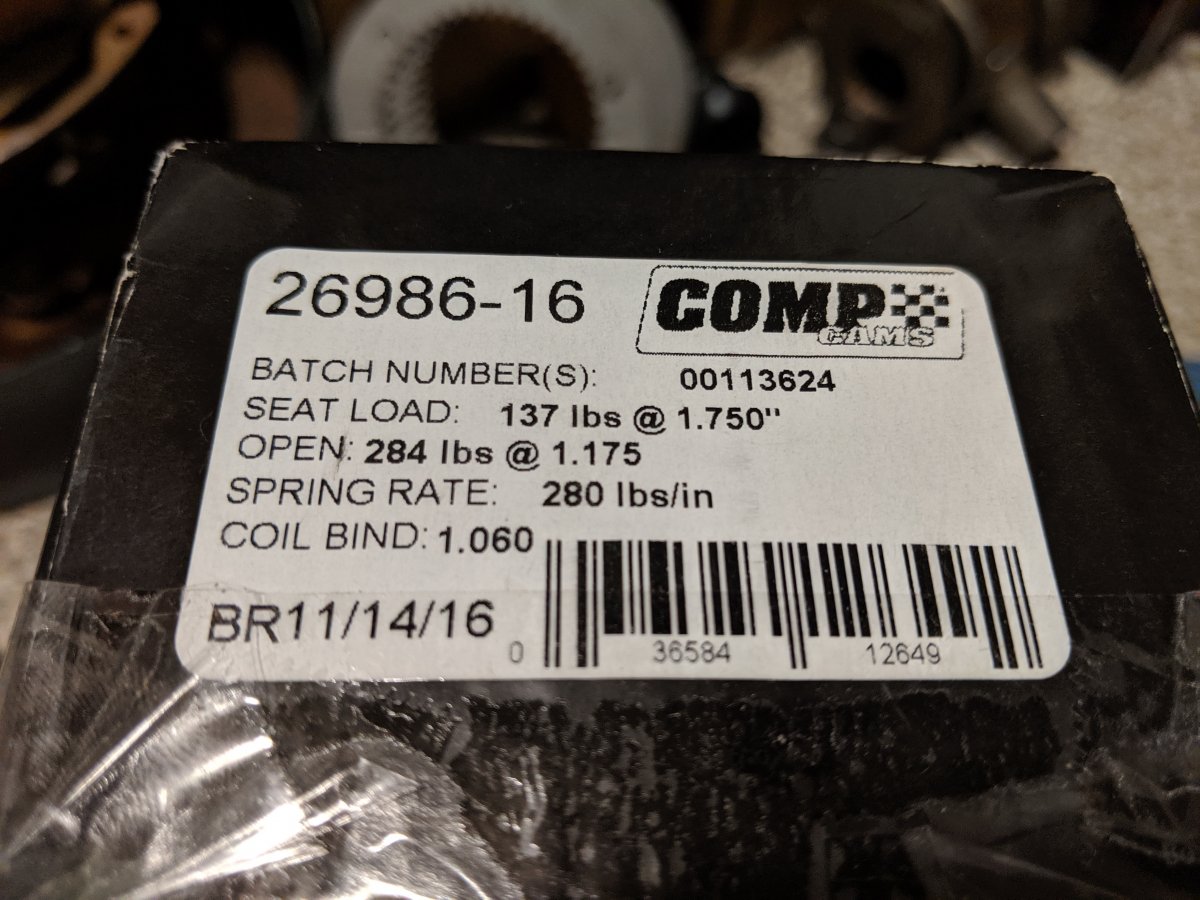 26986-16
COMP
CAMS
BATCH NUMBER(S): 00113624
SEAT LOAD: 137 lbs @ 1.750"
OPEN: 284 lbs @ 1.175
SPRING RATE: 280 lbs/in
COIL BIND: 1.060
BR11/14/16
0 36584 12649